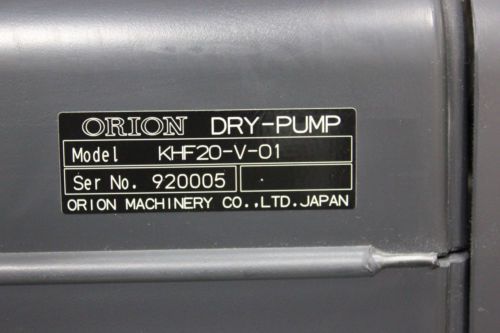 ORION DRY-PUMP
Model KHF20-V-01
Ser No. 920005
ORION MACHINERY CO.,LTD.JAPAN